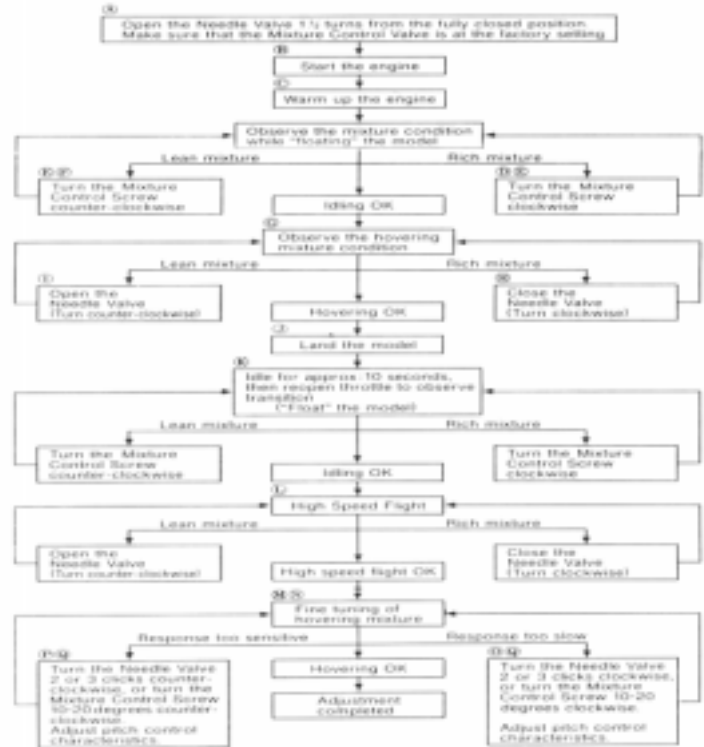 A
Open the Needle Valve 1½ turns from the fully closed position.
Make sure that the Mixture Control Valve is at the factory setting
B
Start the engine
C
Warm up the engine
Observe the mixture condition
while "floating" the model
Lean mixture
Rich mixture
E F
Turn the Mixture
Control Screw
counter-clockwise
Idling OK
D E
Turn the Mixture
Control Screw
clockwise
G
Observe the hovering
mixture condition
Lean mixture
Rich mixture
I
Open the
Needle Valve
(Turn counter-clockwise)
Hovering OK
H
Close the
Needle Valve
(Turn clockwise)
J
Land the model
K
Idle for approx. 10 seconds,
then reopen throttle to observe
transition
("Float" the model)
Lean mixture
Rich mixture
Turn the Mixture
Control Screw
counter-clockwise
Idling OK
Turn the Mixture
Control Screw
clockwise
L
High Speed Flight
Lean mixture
Rich mixture
Open the
Needle Valve
(Turn counter-clockwise)
High speed flight OK
Close the
Needle Valve
(Turn clockwise)
M S
Fine tuning of
hovering mixture
Response too sensitive
Response too slow
P Q
Turn the Needle Valve
2 or 3 clicks counter-
clockwise, or turn the
Mixture Control Screw
10-20 degrees counter-
clockwise.
Adjust pitch control
characteristics.
Hovering OK
Adjustment
completed
O Q
Turn the Needle Valve
2 or 3 clicks clockwise,
or turn the Mixture
Control Screw 10-20
degrees clockwise.
Adjust pitch control
characteristics.